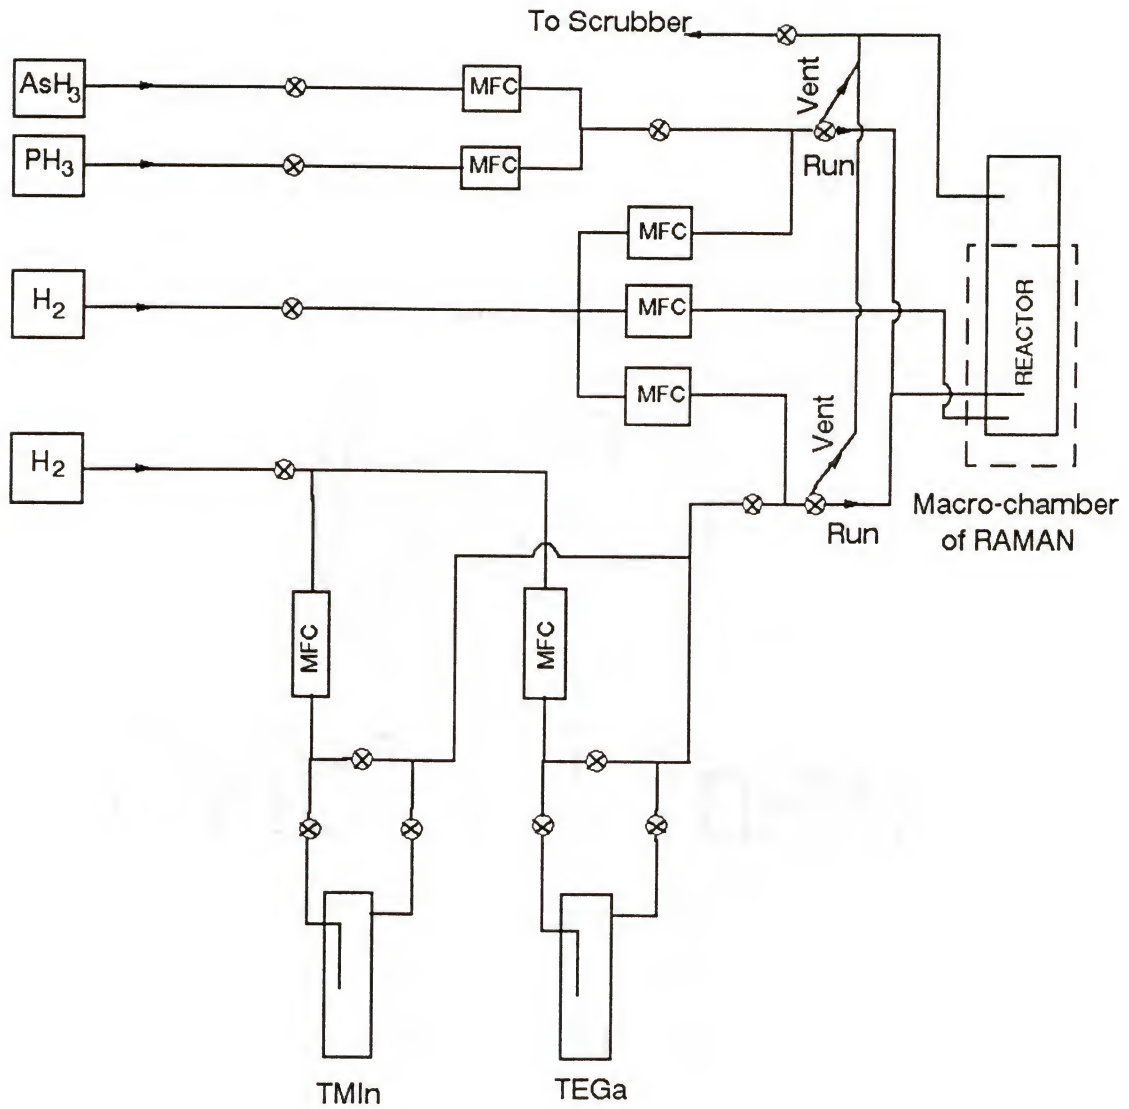 To Scrubber
AsH3
MFC
Vent
PH3
MFC
Run
MFC
H2
MFC
REACTOR
MFC
Vent
H2
Macro-chamber
of RAMAN
Run
MFC
MFC
TMIn
TEGa